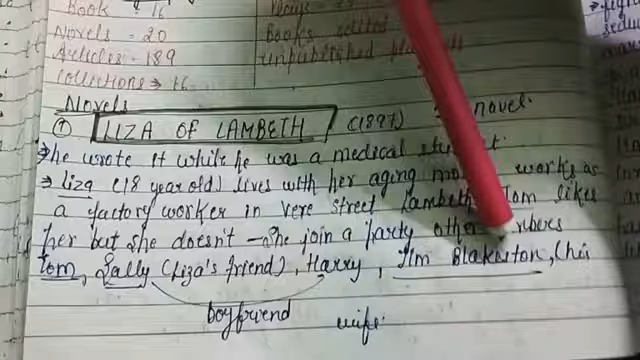 Book : 16
Novels = 20
Books edited
Articles = 189
unpublished
Collections → 16
Novels
① LIZA OF LAMBETH (1897) novel.
→ he wrote it while he was a medical student.
→ Liza (18 year old) lives with her aging works as
a factory worker in vere street Lambeth. Tom likes
her but she doesn't - She join a party other
tom, Sally (Liza's friend), Harry, Jim Blakeston, (his
boyfriend wife.